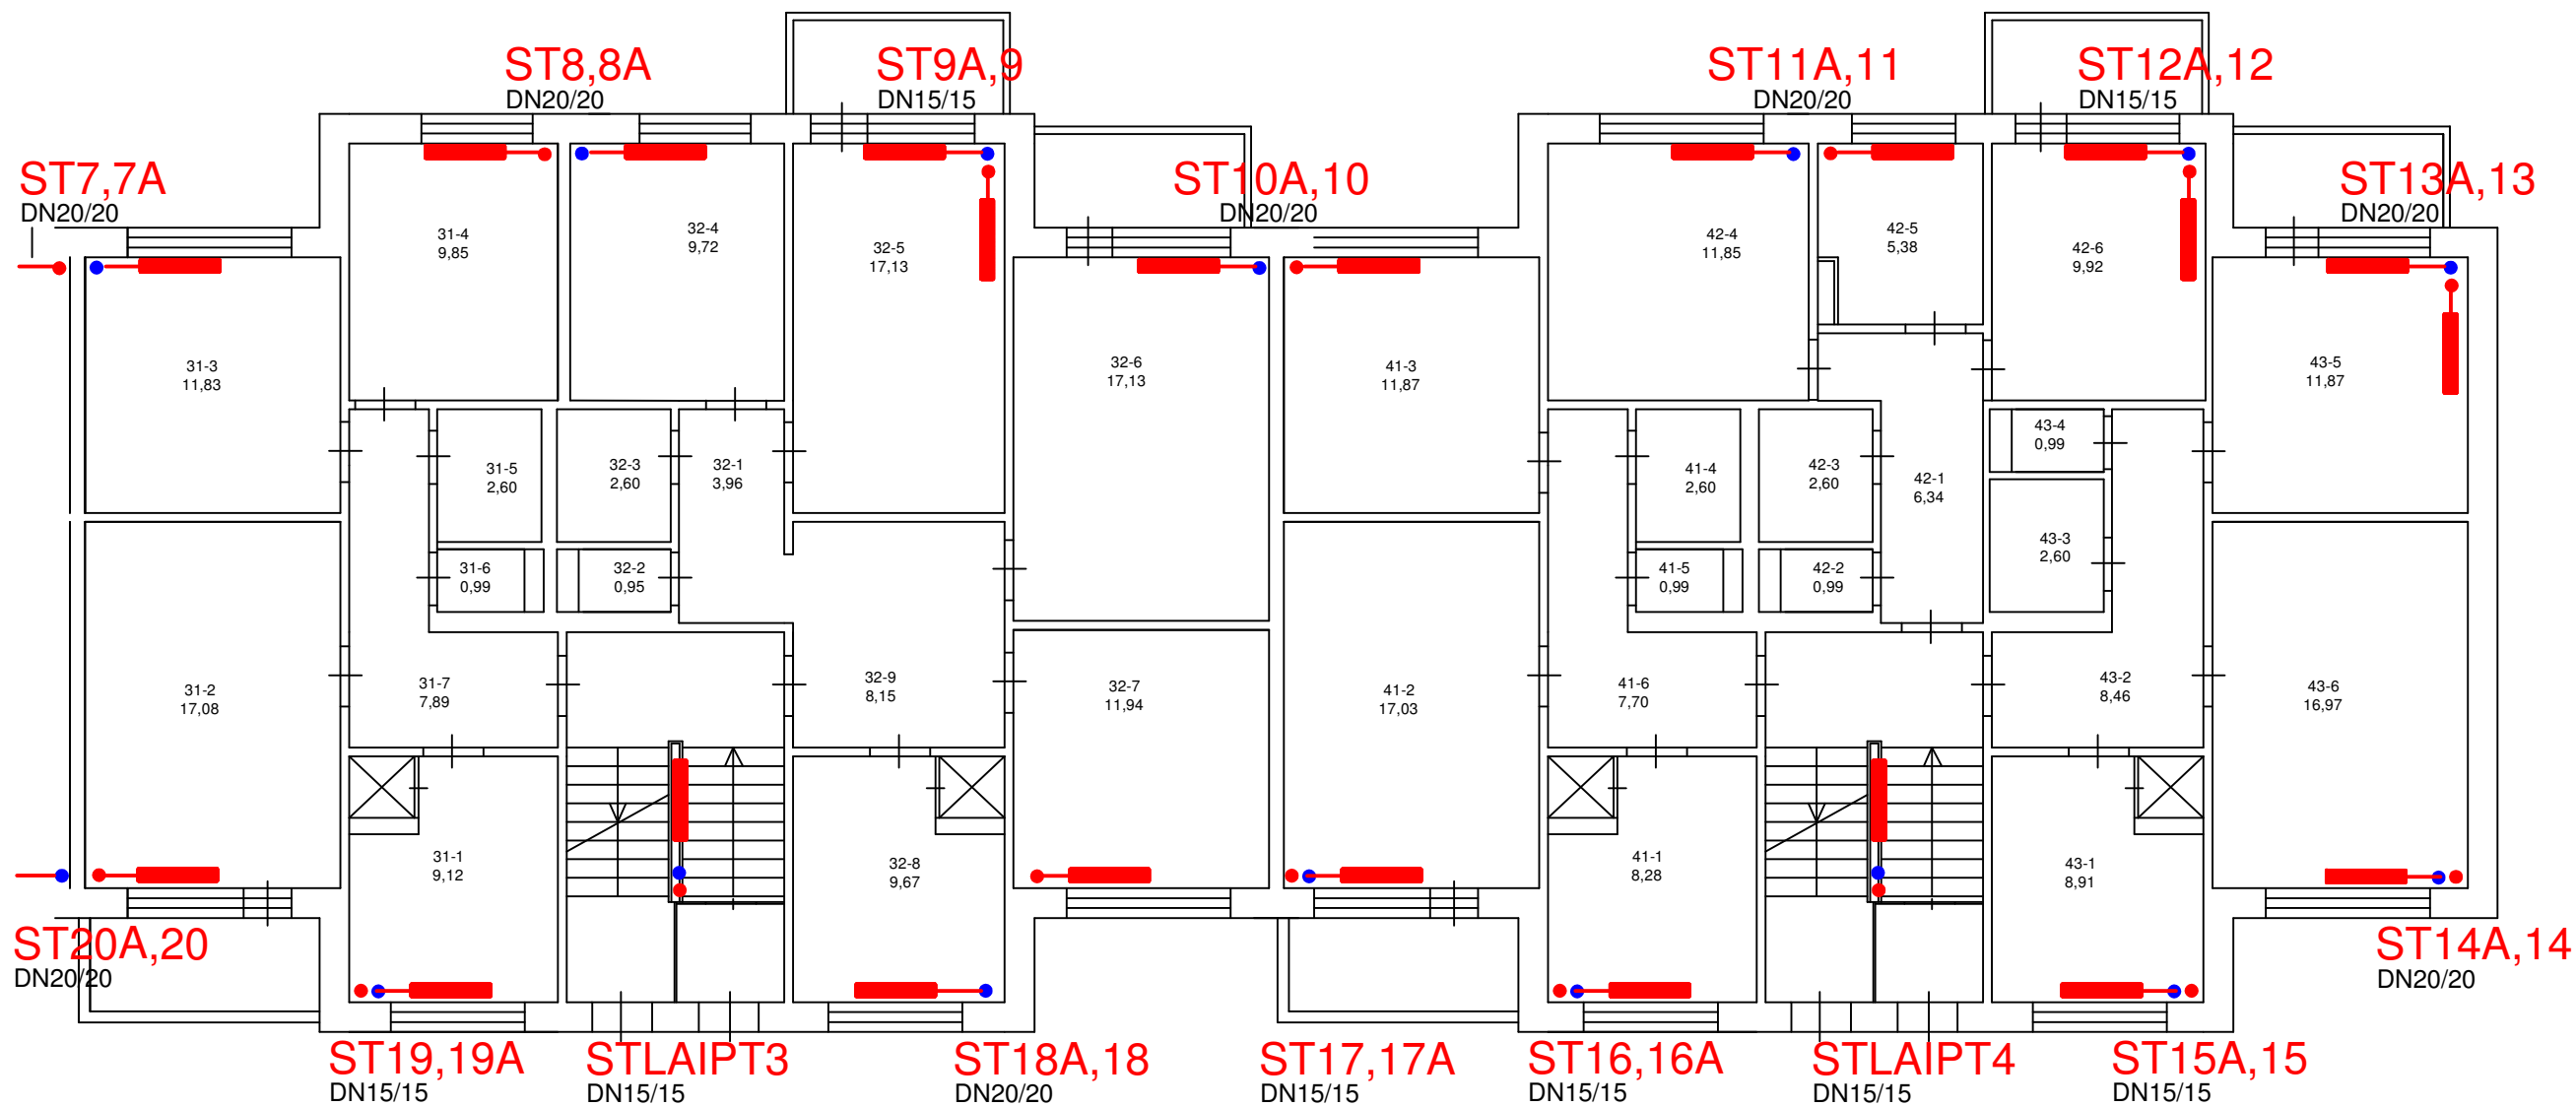 ST8,8A
DN20/20
ST9A,9
DN15/15
ST11A,11
DN20/20
ST12A,12
DN15/15
ST7,7A
DN20/20
ST10A,10
DN20/20
ST13A,13
DN20/20
31-4
9,85
32-4
9,72
32-5
17,13
42-4
11,85
42-5
5,38
42-6
9,92
31-3
11,83
32-6
17,13
41-3
11,87
43-5
11,87
31-5
2,60
32-3
2,60
32-1
3,96
41-4
2,60
42-3
2,60
42-1
6,34
43-4
0,99
43-3
2,60
31-6
0,99
32-2
0,95
41-5
0,99
42-2
0,99
31-2
17,08
31-7
7,89
32-9
8,15
32-7
11,94
41-2
17,03
41-6
7,70
43-2
8,46
43-6
16,97
31-1
9,12
32-8
9,67
41-1
8,28
43-1
8,91
ST20A,20
DN20/20
ST14A,14
DN20/20
ST19,19A
DN15/15
STLAIPT3
DN15/15
ST18A,18
DN20/20
ST17,17A
DN15/15
ST16,16A
DN15/15
STLAIPT4
DN15/15
ST15A,15
DN15/15